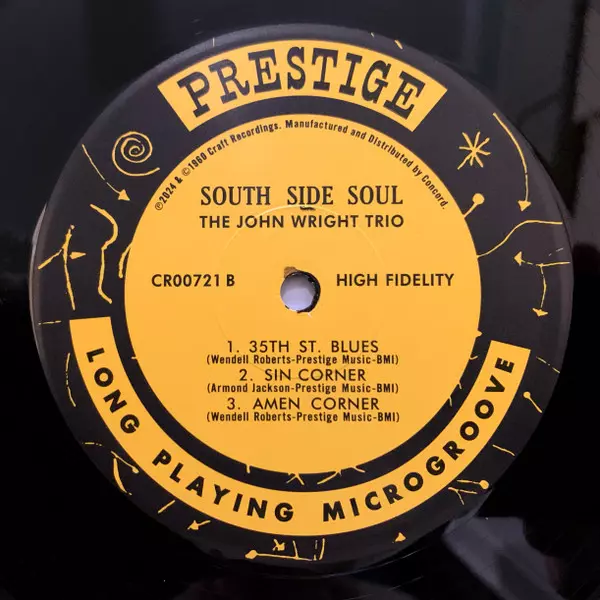 PRESTIGE
℗2024 & ©1960 Craft Recordings. Manufactured and Distributed by Concord.
SOUTH SIDE SOUL
THE JOHN WRIGHT TRIO
CR00721 B HIGH FIDELITY
1. 35TH ST. BLUES
(Wendell Roberts-Prestige Music-BMI)
2. SIN CORNER
(Armond Jackson-Prestige Music-BMI)
3. AMEN CORNER
(Wendell Roberts-Prestige Music-BMI)
LONG PLAYING MICROGROOVE